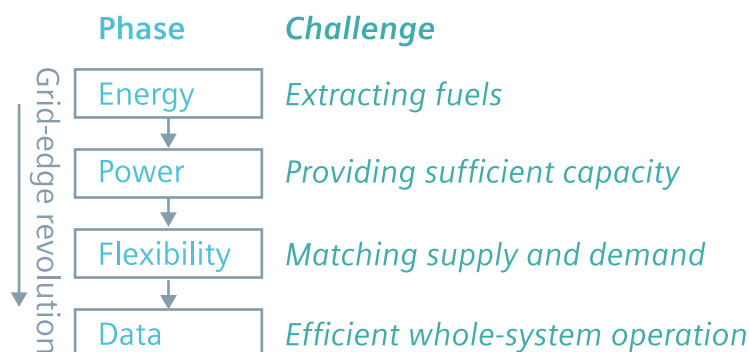 Phase Challenge
Grid-edge revolution
Energy Extracting fuels
Power Providing sufficient capacity
Flexibility Matching supply and demand
Data Efficient whole-system operation